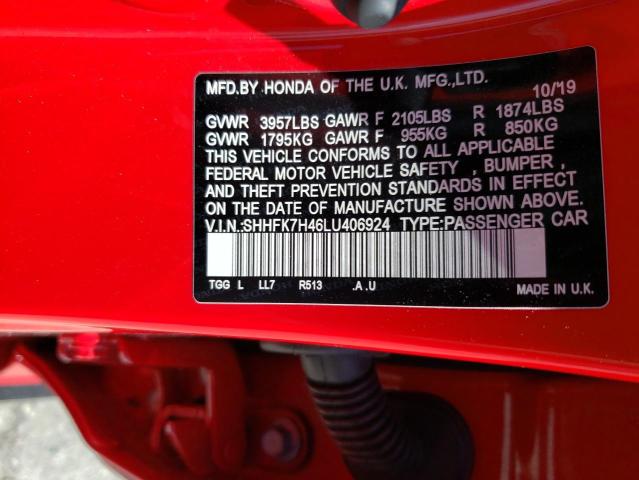 MFD.BY HONDA OF THE U.K. MFG.,LTD. 10/19
GVWR 3957LBS GAWR F 2105LBS R 1874LBS
GVWR 1795KG GAWR F 955KG R 850KG
THIS VEHICLE CONFORMS TO ALL APPLICABLE
FEDERAL MOTOR VEHICLE SAFETY , BUMPER ,
AND THEFT PREVENTION STANDARDS IN EFFECT
ON THE DATE OF MANUFACTURE SHOWN ABOVE.
V.I.N.:SHHFK7H46LU406924 TYPE:PASSENGER CAR
TGG L LL7 R513 .A.U MADE IN U.K.